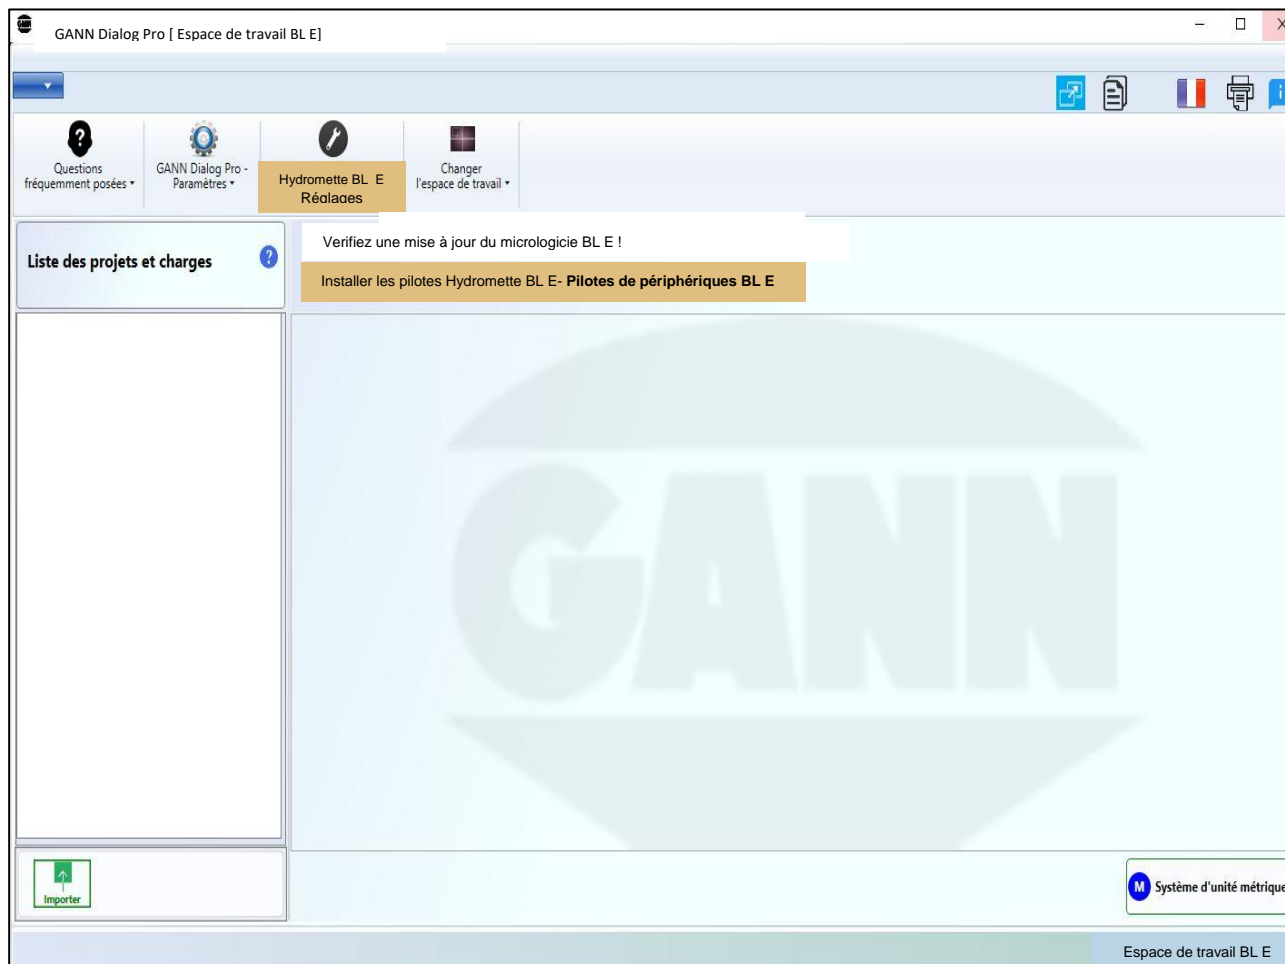 GANN Dialog Pro [ Espace de travail BL E]
Questions
fréquemment posées
GANN Dialog Pro -
Paramètres
Hydromette BL E
Réglages
Changer
l'espace de travail
Liste des projets et charges
?
Verifiez une mise à jour du micrologicie BL E !
Installer les pilotes Hydromette BL E- Pilotes de périphériques BL E
GANN
Importer
M Système d'unité métrique
Espace de travail BL E